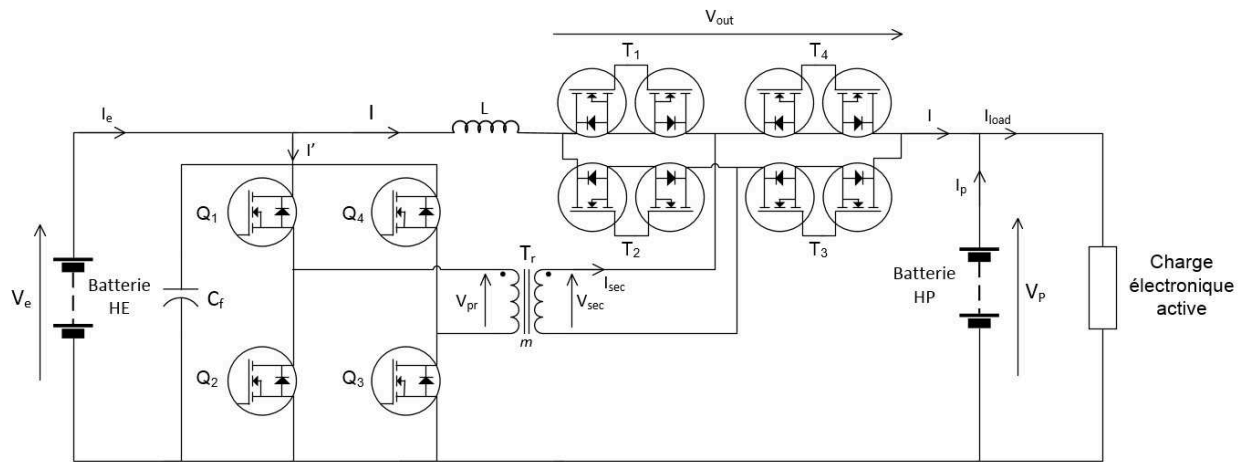 Vout
T1
T4
Ie
I
L
I
Iload
I'
Q1
Q4
Ip
T2
T3
Tr
Isec
Ve
Batterie
HE
Cf
Vpr
Vsec
m
Batterie
HP
VP
Charge
électronique
active
Q2
Q3